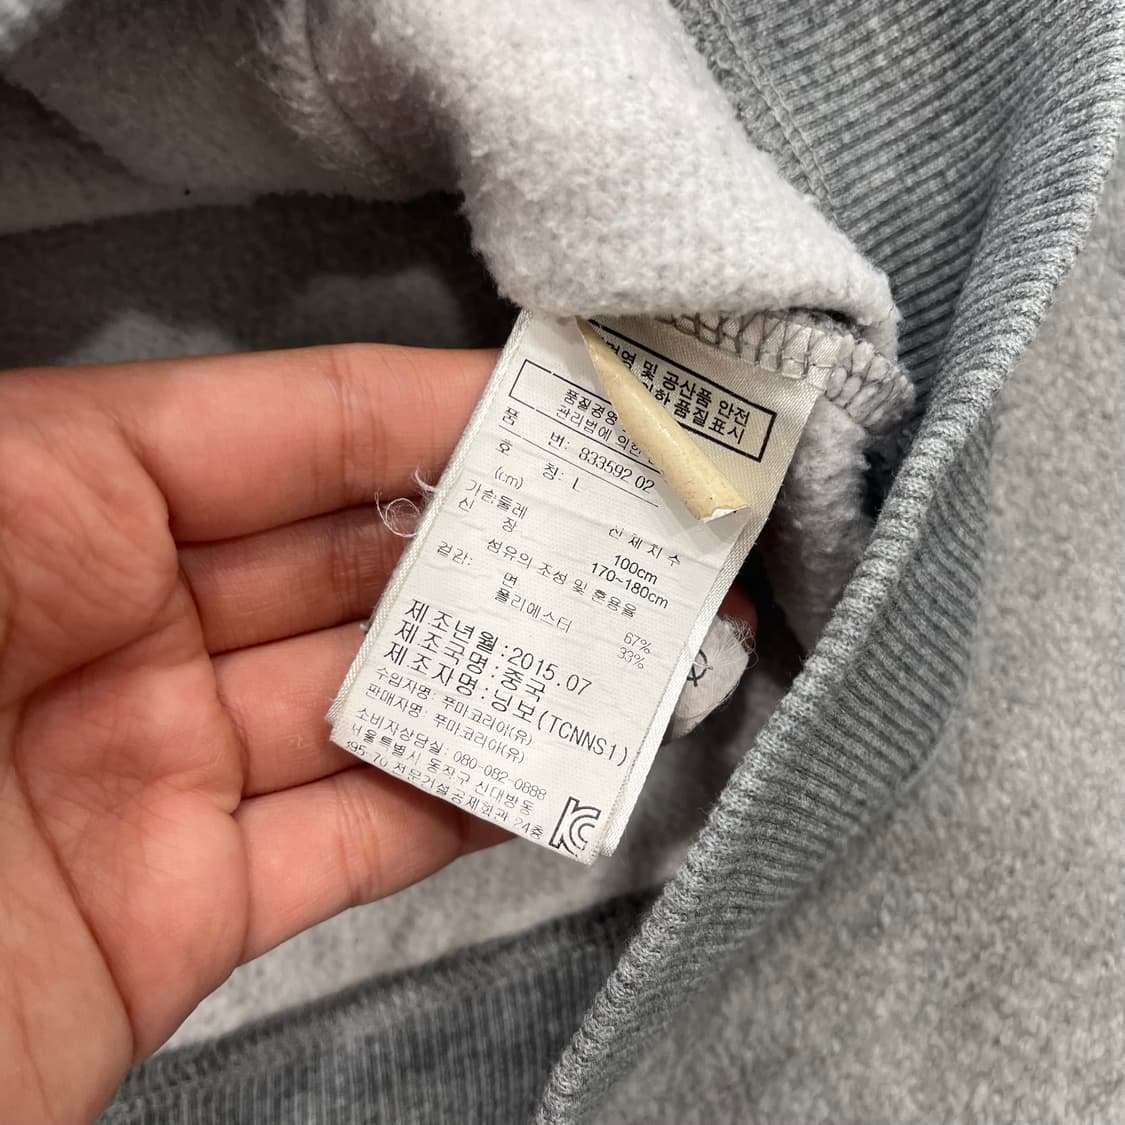 및 공산품 안전
품질표시
품질경영
관리법에 의한
품 번: 833592 02
호 칭: L
(cm) 신체치수
가슴둘레 100cm
신 장 170~180cm
섬유의 조성 및 혼용율
겉감: 면 67%
폴리에스터 33%
제조년월:2015.07
제조국명:중국
제조자명:닝보(TCNNS1)
수입자명: 푸마코리아(유)
판매자명: 푸마코리아(유)
소비자상담실: 080-082-0888
서울특별시 동작구 신대방동
395-70 전문건설공제회관 24층